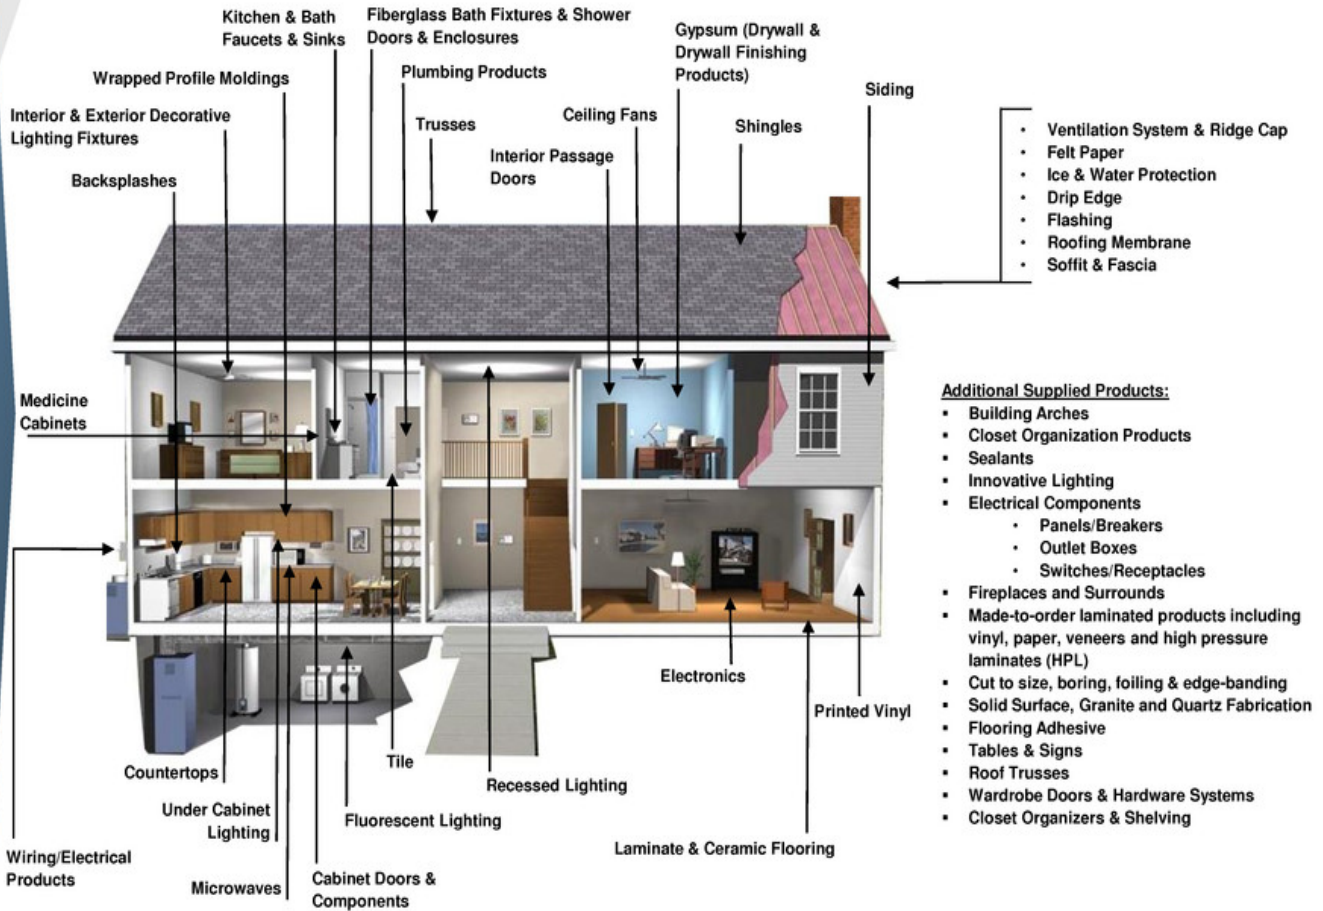 Kitchen & Bath
Faucets & Sinks
Fiberglass Bath Fixtures & Shower
Doors & Enclosures
Gypsum (Drywall &
Drywall Finishing
Products)
Wrapped Profile Moldings
Plumbing Products
Siding
Interior & Exterior Decorative
Lighting Fixtures
Trusses
Ceiling Fans
Shingles
Interior Passage
Doors
Backsplashes
• Ventilation System & Ridge Cap
• Felt Paper
• Ice & Water Protection
• Drip Edge
• Flashing
• Roofing Membrane
• Soffit & Fascia
Medicine
Cabinets
Additional Supplied Products:
▪ Building Arches
▪ Closet Organization Products
▪ Sealants
▪ Innovative Lighting
▪ Electrical Components
• Panels/Breakers
• Outlet Boxes
• Switches/Receptacles
▪ Fireplaces and Surrounds
▪ Made-to-order laminated products including
vinyl, paper, veneers and high pressure
laminates (HPL)
▪ Cut to size, boring, foiling & edge-banding
▪ Solid Surface, Granite and Quartz Fabrication
▪ Flooring Adhesive
▪ Tables & Signs
▪ Roof Trusses
▪ Wardrobe Doors & Hardware Systems
▪ Closet Organizers & Shelving
Electronics
Printed Vinyl
Tile
Countertops
Recessed Lighting
Under Cabinet
Lighting
Fluorescent Lighting
Laminate & Ceramic Flooring
Wiring/Electrical
Products
Microwaves
Cabinet Doors &
Components